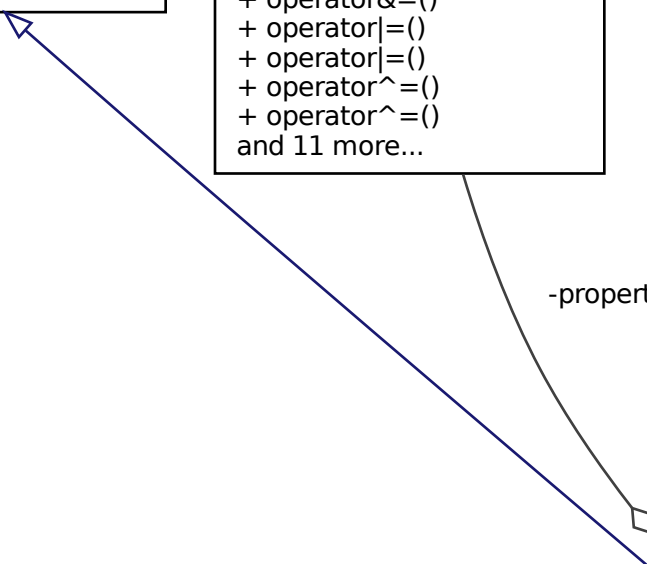 + operator&=()
+ operator|=()
+ operator|=()
+ operator^=()
+ operator^=()
and 11 more...
-propert